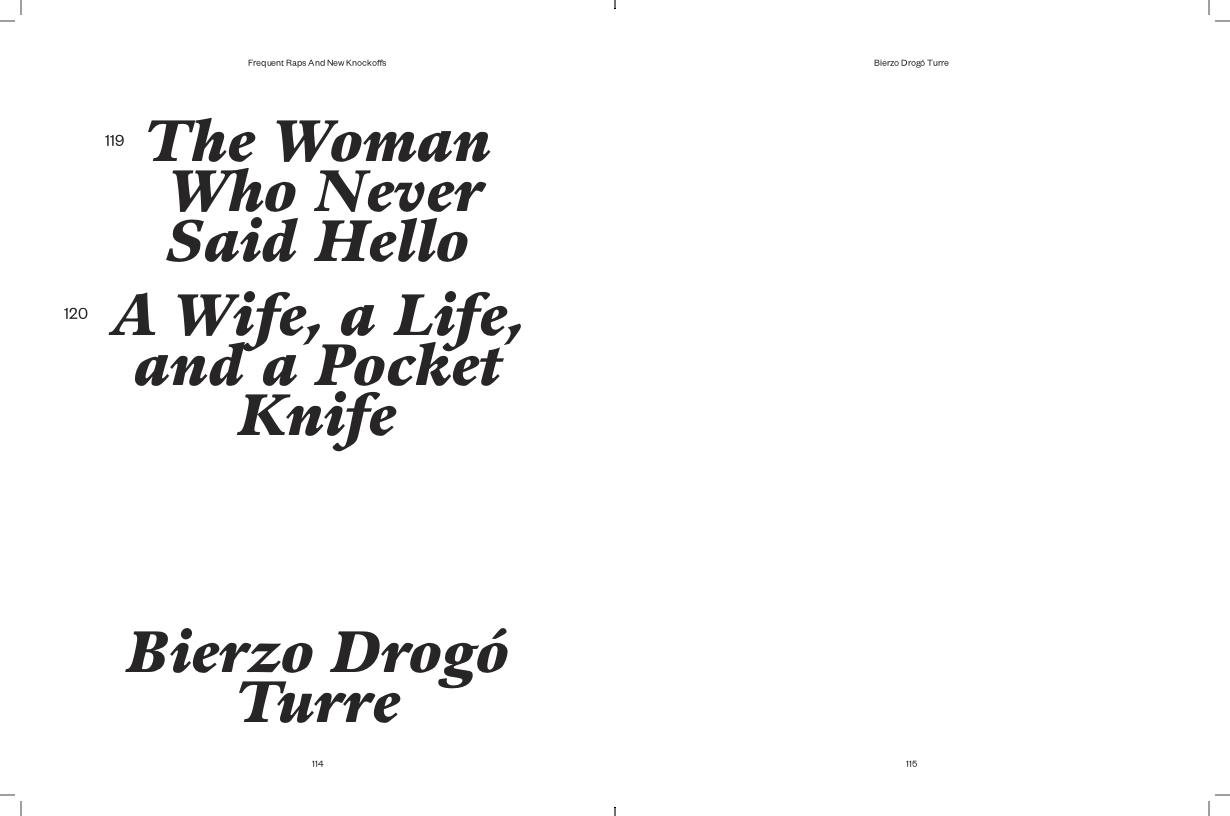 Frequent Raps And New Knockoffs
119
The Woman
Who Never
Said Hello
120
A Wife, a Life,
and a Pocket
Knife
Bierzo Drogó
Turre
114
Bierzo Drogó Turre
115